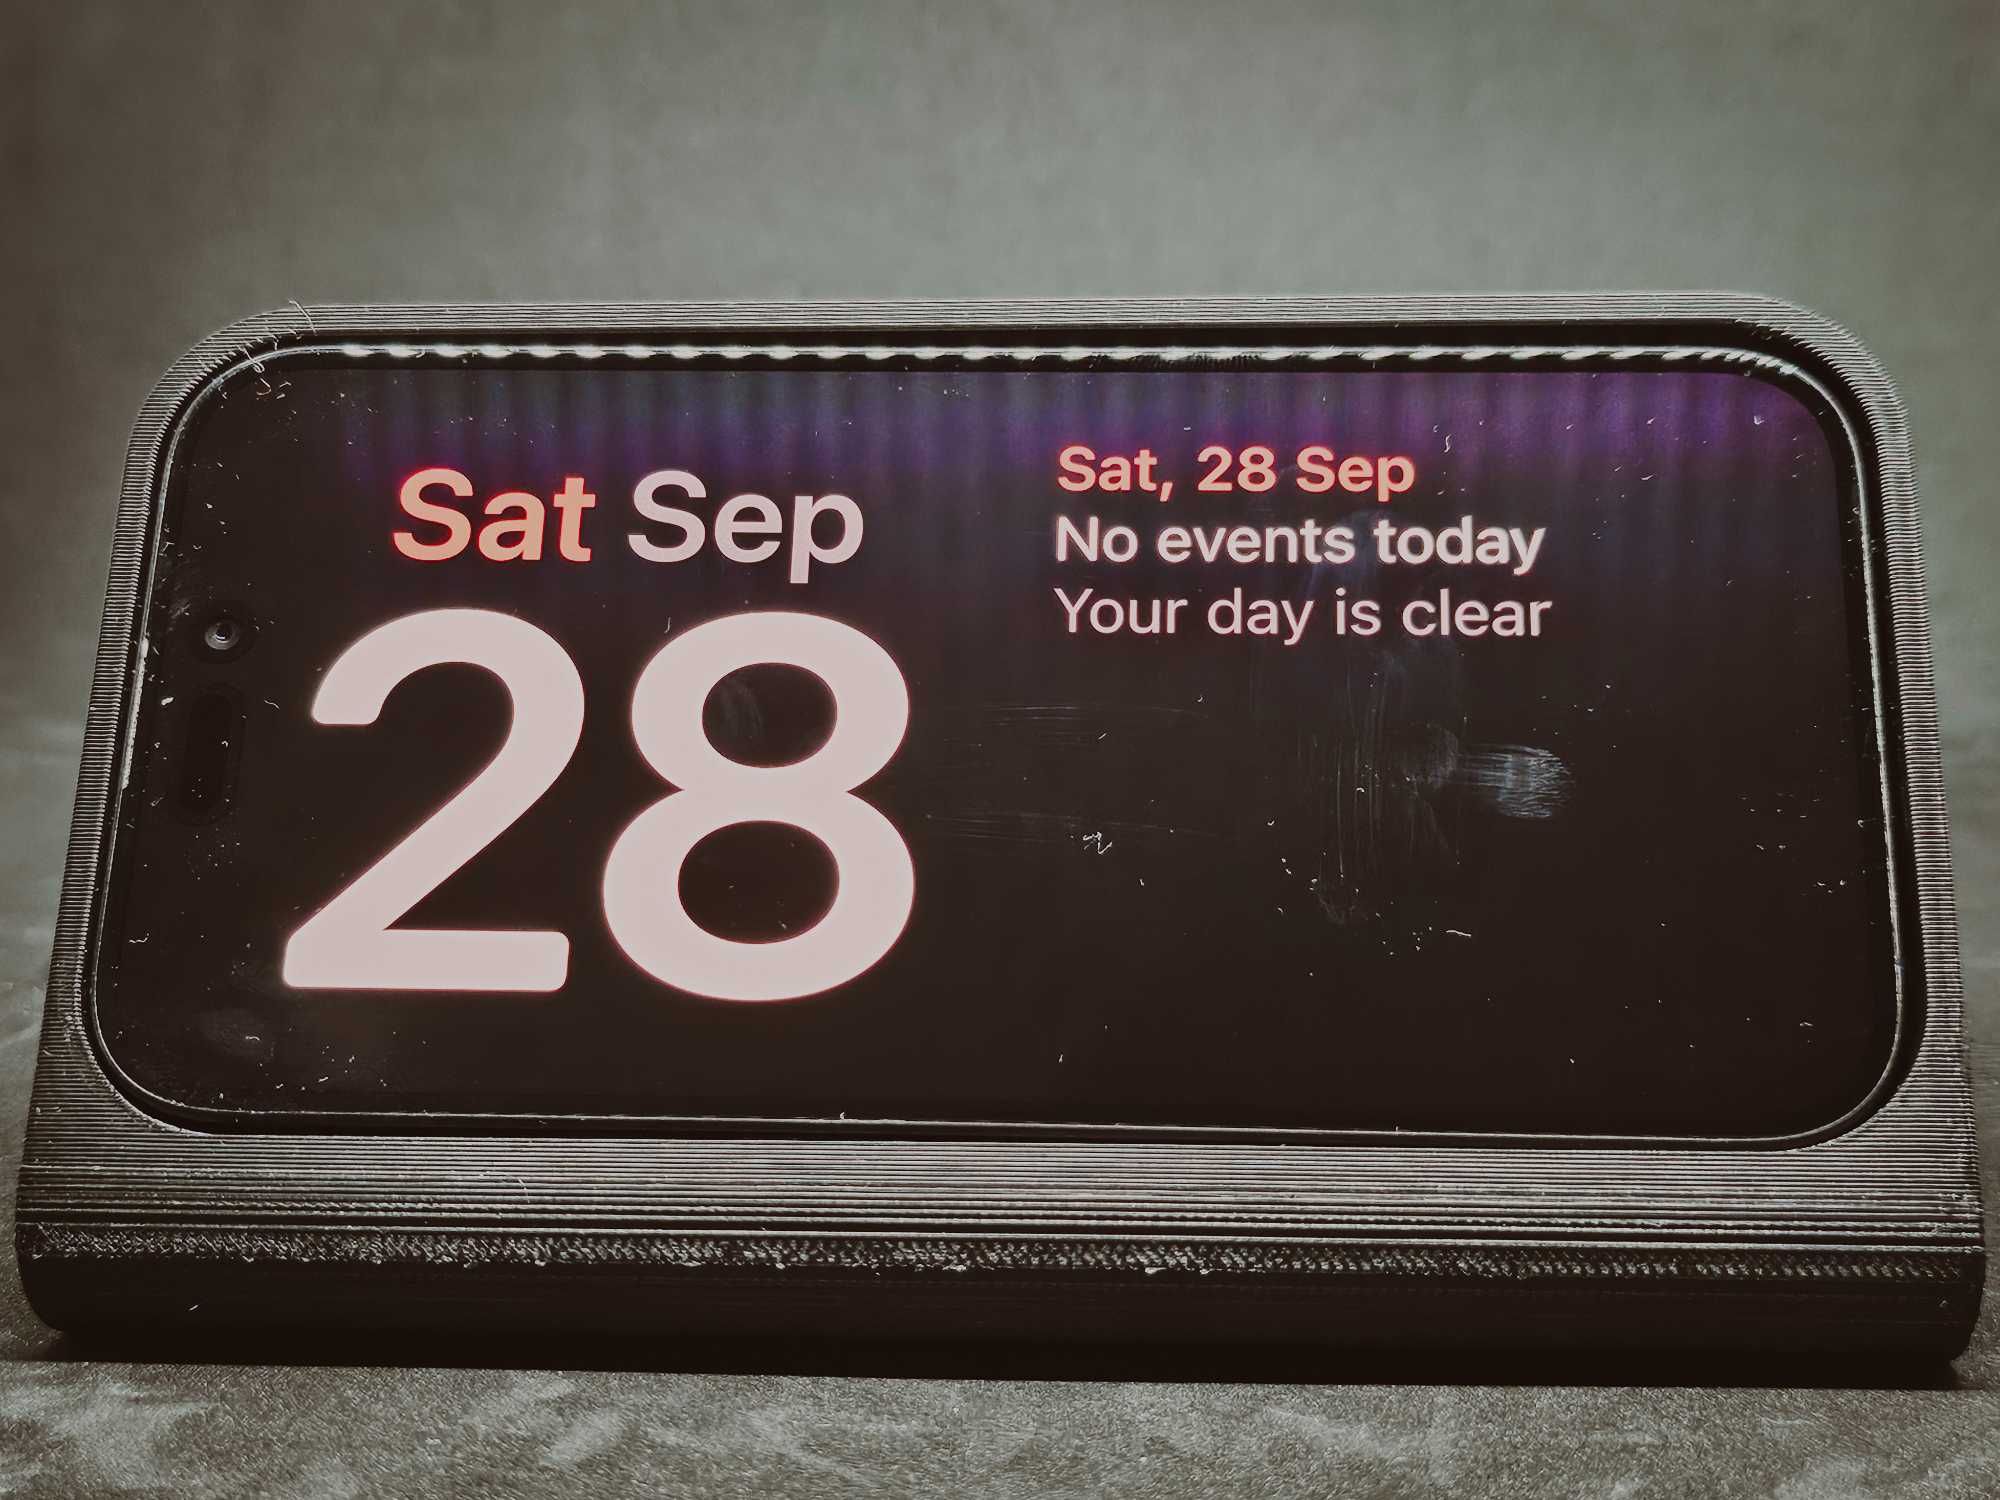 Sat Sep
28
Sat, 28 Sep
No events today
Your day is clear